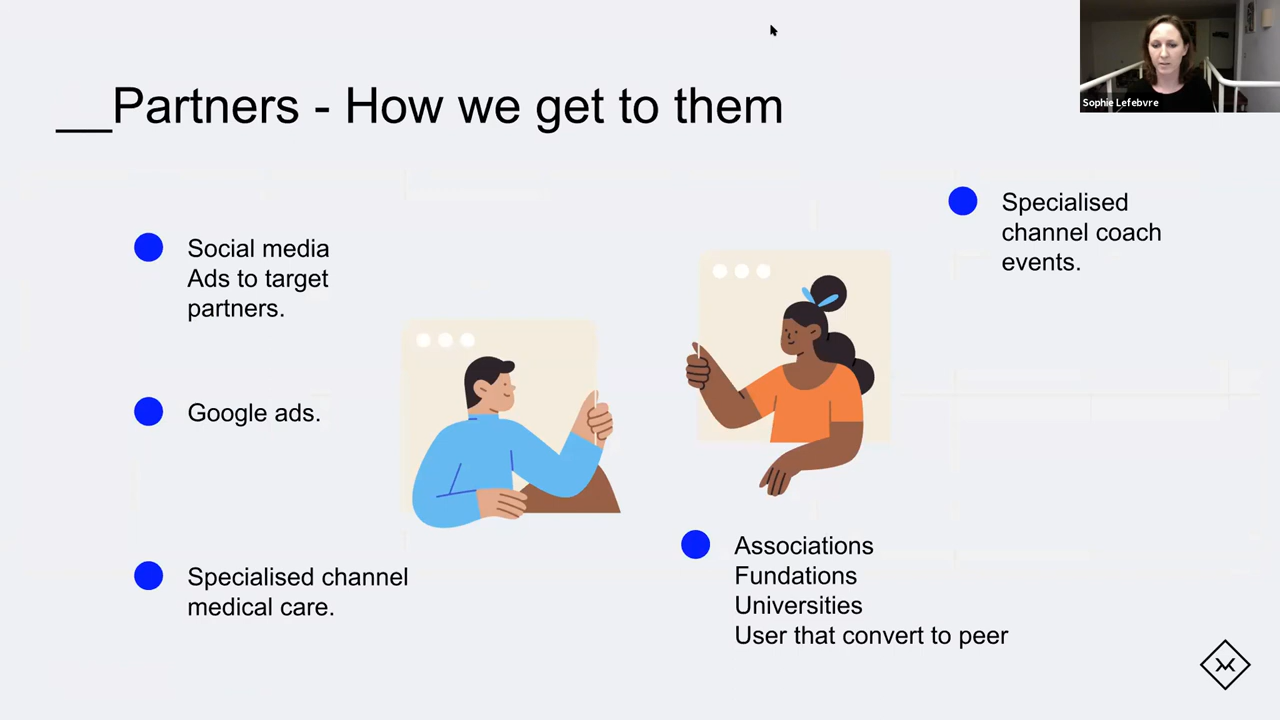 __Partners - How we get to them
Sophie Lefebvre
Social media
Ads to target
partners.
Google ads.
Specialised channel
medical care.
Specialised
channel coach
events.
Associations
Fundations
Universities
User that convert to peer